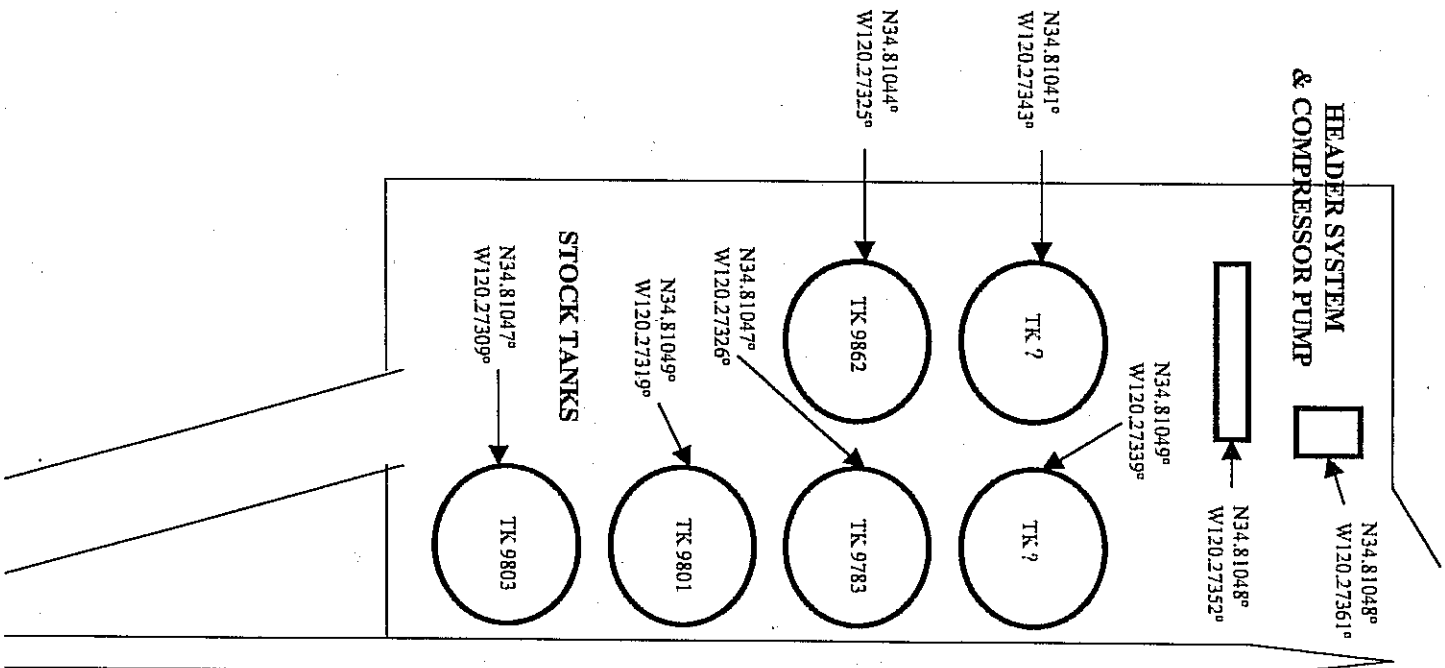 HEADER SYSTEM
& COMPRESSOR PUMP
N34.81048°
W120.27361°
N34.81048°
W120.27352°
N34.81041°
W120.27343°
TK ?
N34.81049°
W120.27339°
TK ?
N34.81044°
W120.27325°
TK 9862
N34.81047°
W120.27326°
TK 9783
N34.81049°
W120.27319°
TK 9801
STOCK TANKS
N34.81047°
W120.27309°
TK 9803